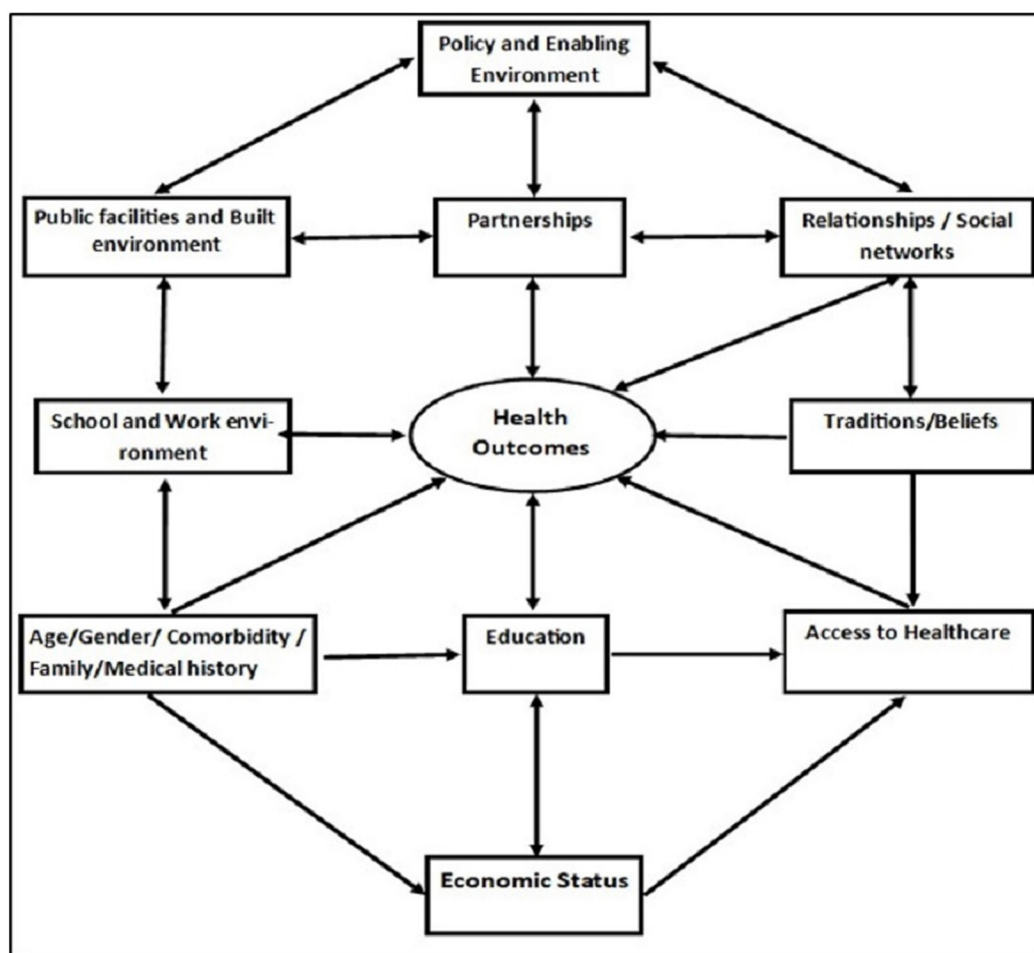 Policy and Enabling
Environment
Public facilities and Built
environment
Partnerships
Relationships / Social
networks
School and Work envi-
ronment
Health
Outcomes
Traditions/Beliefs
Age/Gender/ Comorbidity /
Family/Medical history
Education
Access to Healthcare
Economic Status